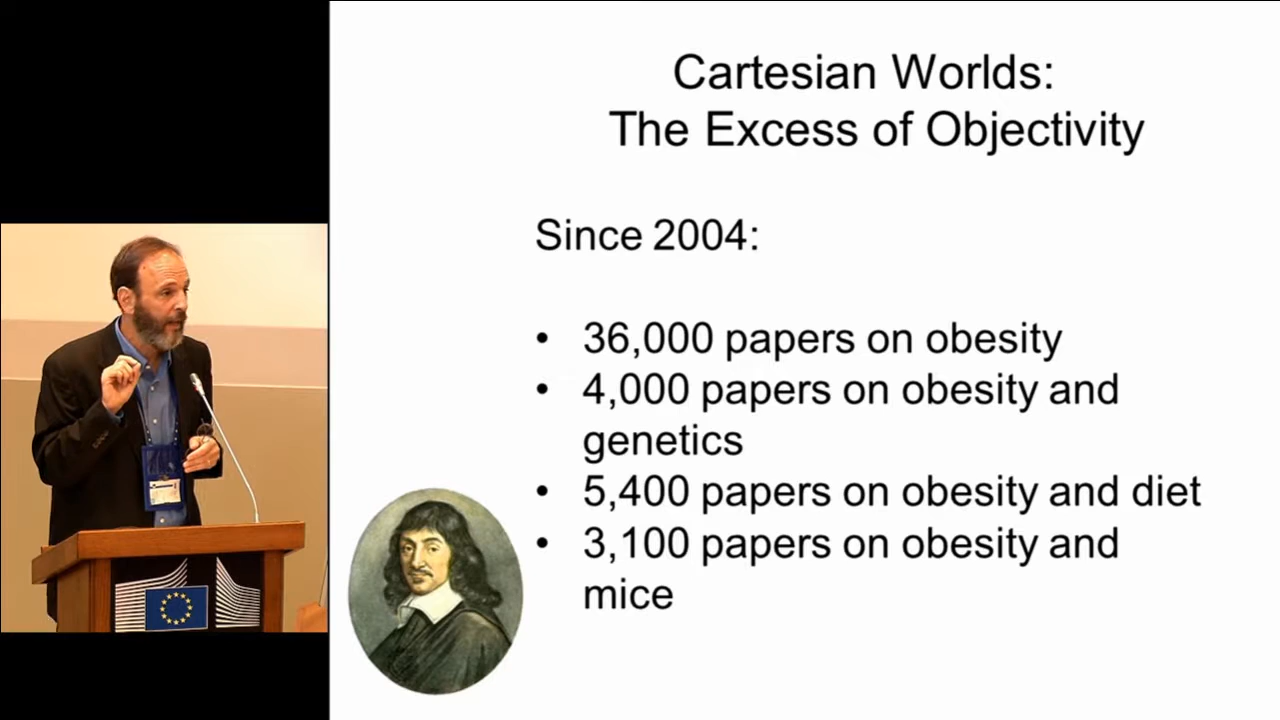 Cartesian Worlds:
The Excess of Objectivity
Since 2004:
• 36,000 papers on obesity
• 4,000 papers on obesity and
genetics
• 5,400 papers on obesity and diet
• 3,100 papers on obesity and
mice